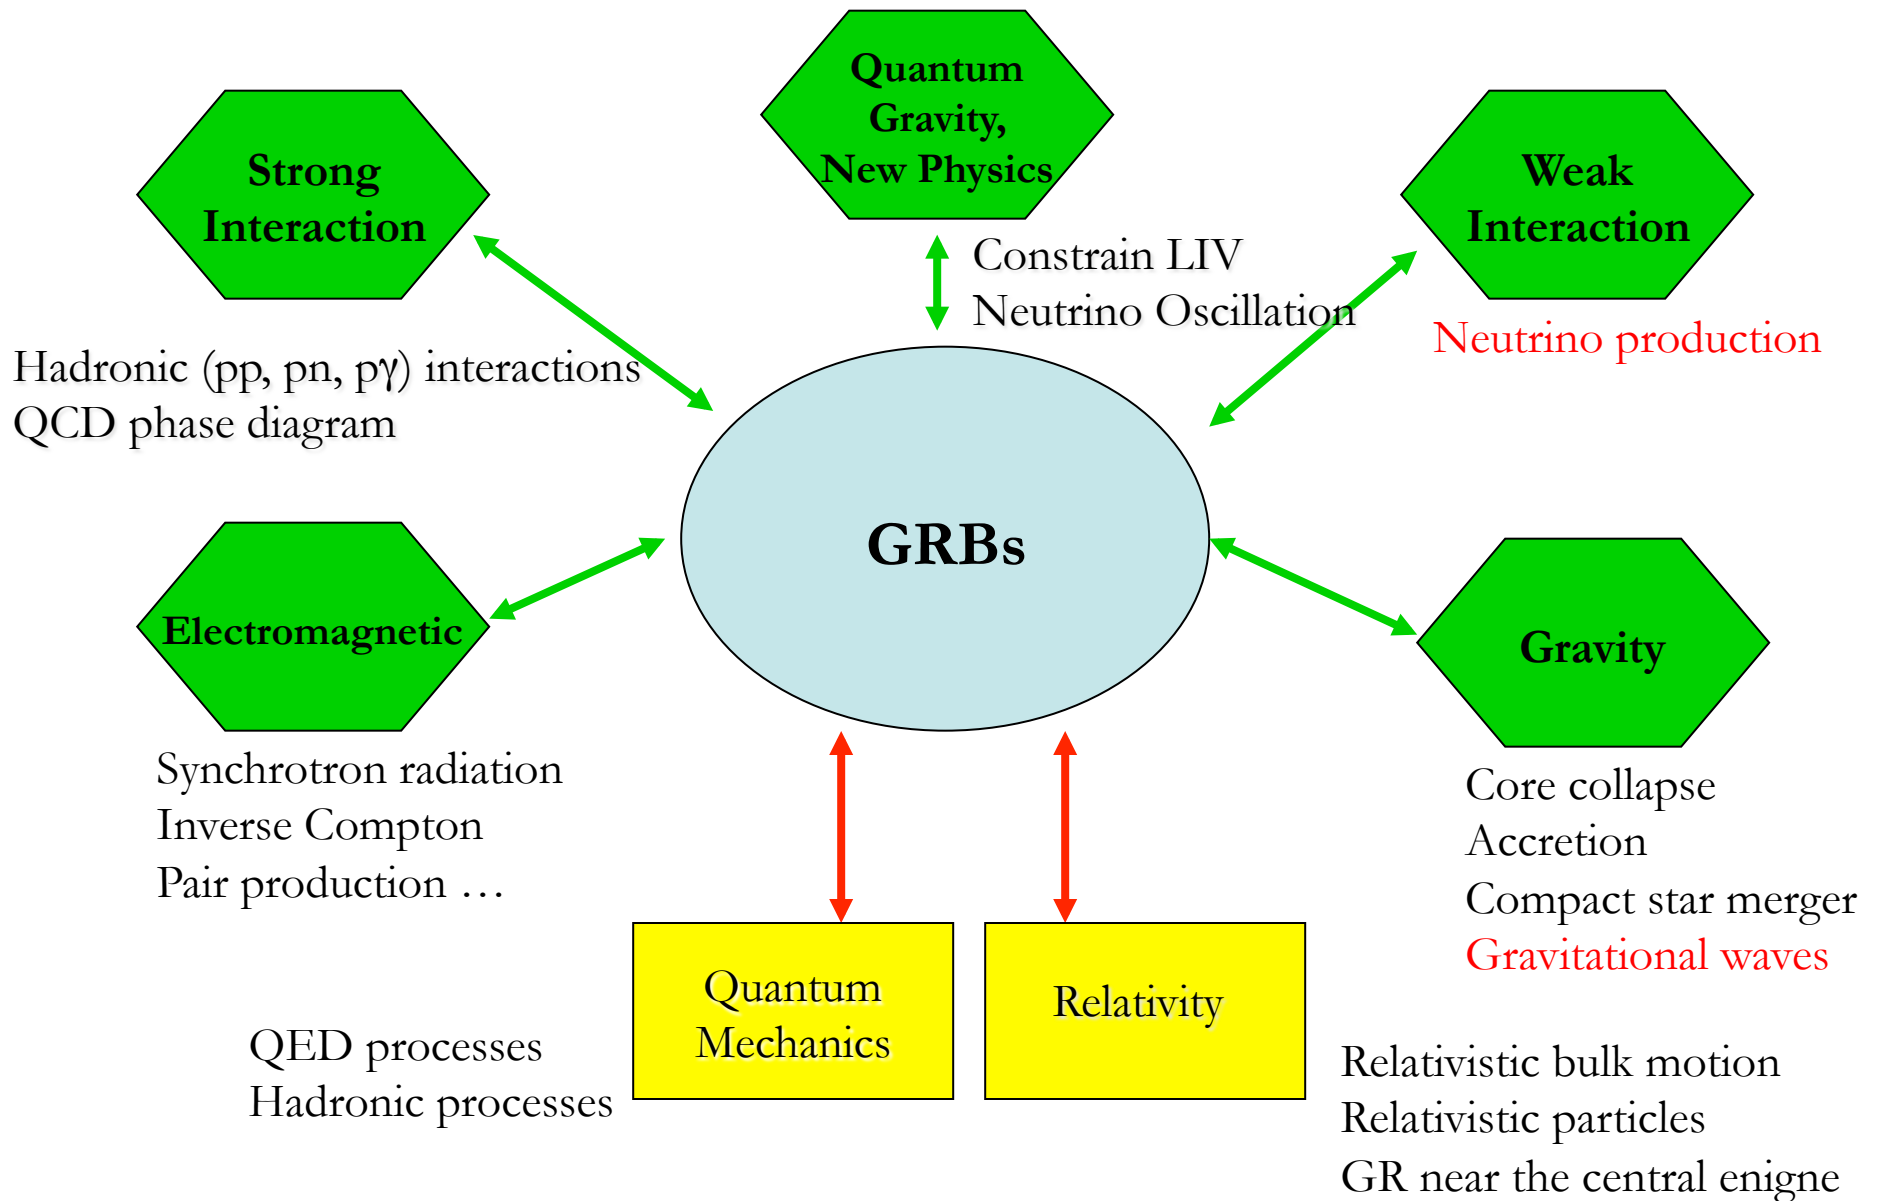 Quantum
Gravity,
New Physics
Strong
Interaction
Weak
Interaction
Constrain LIV
Neutrino Oscillation
Neutrino production
Hadronic (pp, pn, pγ) interactions
QCD phase diagram
GRBs
Electromagnetic
Gravity
Synchrotron radiation
Inverse Compton
Pair production …
Core collapse
Accretion
Compact star merger
Gravitational waves
Quantum
Mechanics
Relativity
QED processes
Hadronic processes
Relativistic bulk motion
Relativistic particles
GR near the central enigne